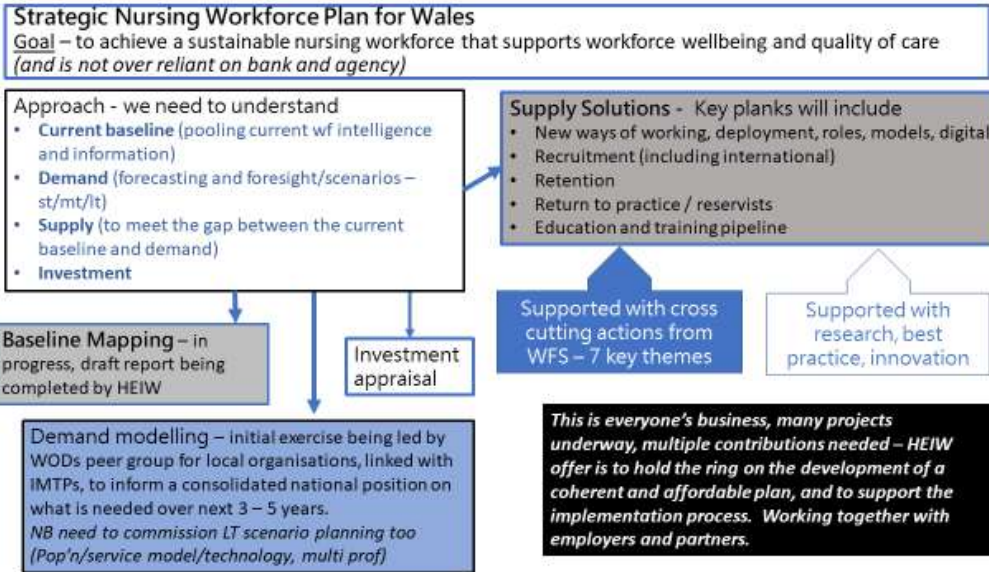 Strategic Nursing Workforce Plan for Wales
Goal – to achieve a sustainable nursing workforce that supports workforce wellbeing and quality of care
(and is not over reliant on bank and agency)
Approach - we need to understand
• Current baseline (pooling current wf intelligence
and information)
• Demand (forecasting and foresight/scenarios –
st/mt/lt)
• Supply (to meet the gap between the current
baseline and demand)
• Investment
Supply Solutions - Key planks will include
• New ways of working, deployment, roles, models, digital
• Recruitment (including international)
• Retention
• Return to practice / reservists
• Education and training pipeline
Baseline Mapping – in
progress, draft report being
completed by HEIW
Investment
appraisal
Supported with cross
cutting actions from
WFS – 7 key themes
Supported with
research, best
practice, innovation
Demand modelling – initial exercise being led by
WODs peer group for local organisations, linked with
IMTPs, to inform a consolidated national position on
what is needed over next 3 – 5 years.
NB need to commission LT scenario planning too
(Pop'n/service model/technology, multi prof)
This is everyone's business, many projects
underway, multiple contributions needed – HEIW
offer is to hold the ring on the development of a
coherent and affordable plan, and to support the
implementation process. Working together with
employers and partners.